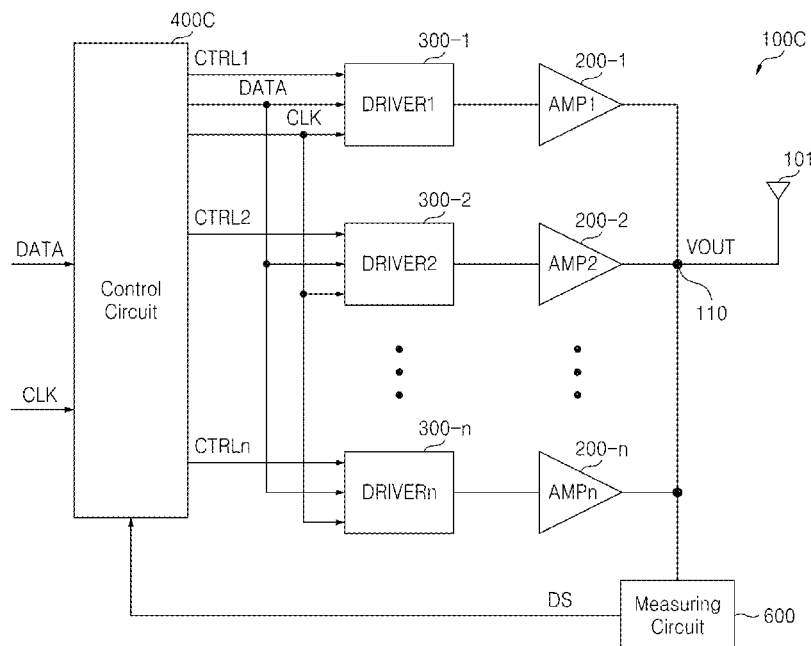 400C
CTRL1
DATA
CLK
300-1
DRIVER1
200-1
AMP1
100C
101
CTRL2
300-2
DRIVER2
200-2
AMP2
VOUT
110
DATA
Control
Circuit
CLK
CTRLn
300-n
DRIVERn
200-n
AMPn
DS
Measuring
Circuit
600